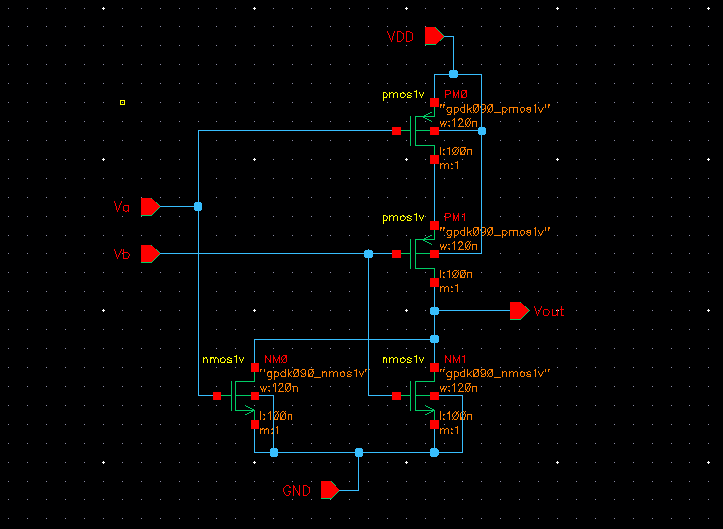 VDD
pmos1v
PM0
"gpdk090_pmos1v"
w:120n
l:100n
m:1
Va
pmos1v
PM1
"gpdk090_pmos1v"
w:120n
Vb
l:100n
m:1
Vout
nmos1v
NM0
"gpdk090_nmos1v"
w:120n
l:100n
m:1
nmos1v
NM1
"gpdk090_nmos1v"
w:120n
l:100n
m:1
GND